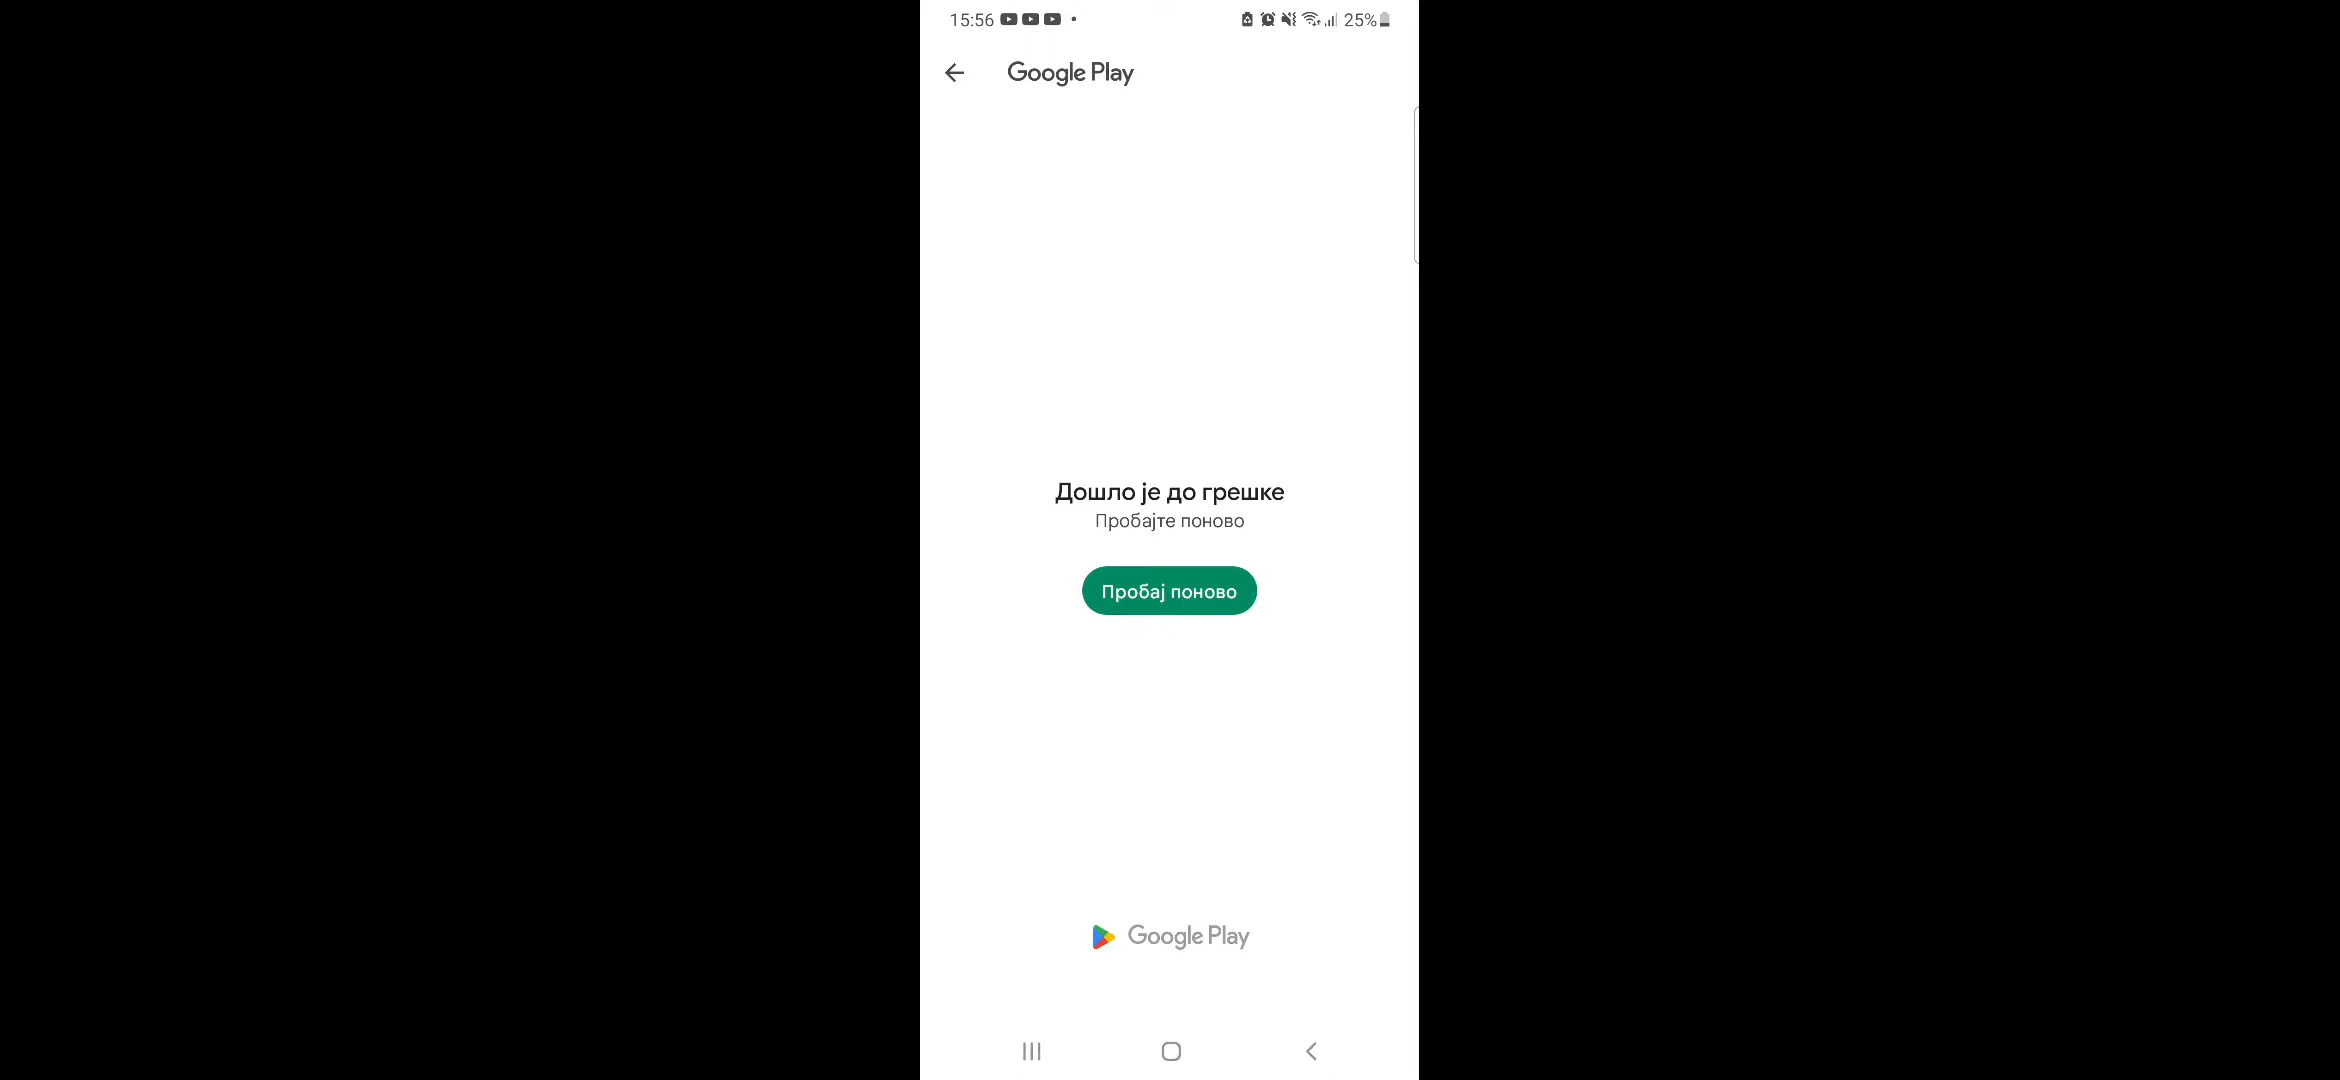 15:56 25%
Google Play
Дошло је до грешке
Пробајте поново
Пробај поново
Google Play